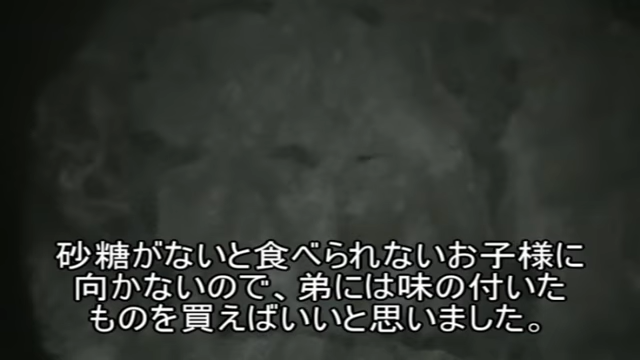 砂糖がないと食べられないお子様に
向かないので、弟には味の付いた
ものを買えばいいと思いました。